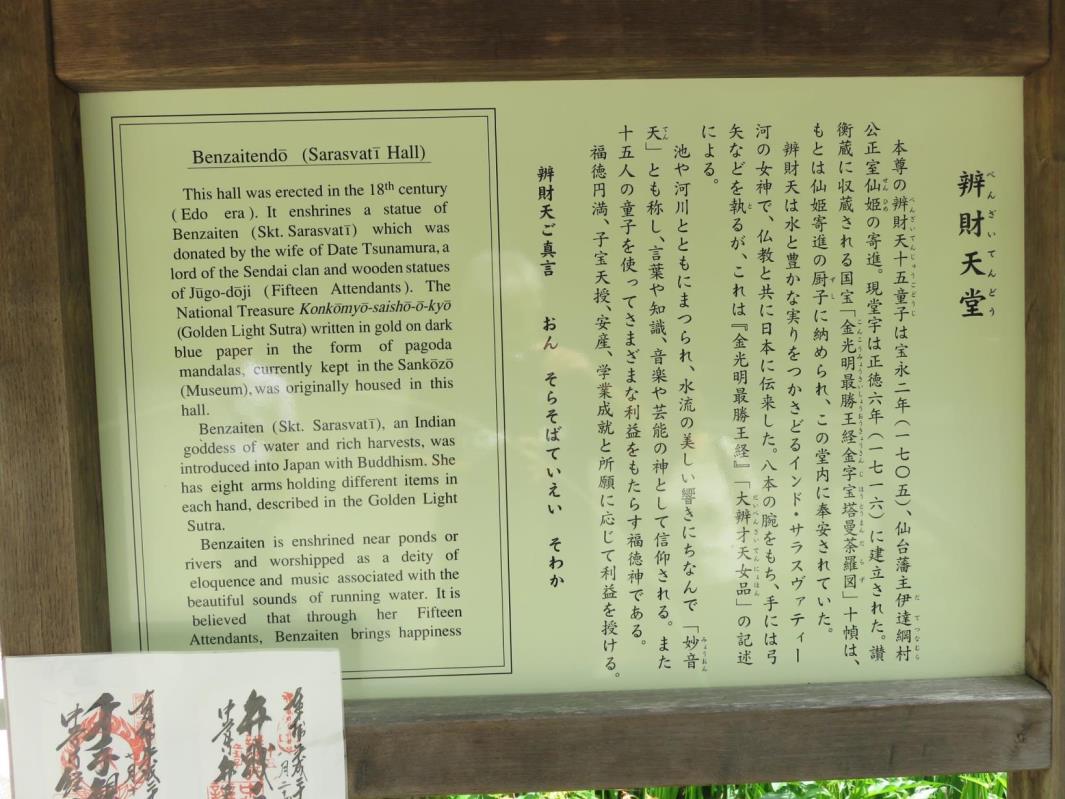 辨財天堂
べんざいてんどう
本尊の辨財天十五童子は宝永二年(一七〇五)、仙台藩主伊達綱村
公正室仙姫の寄進。現堂宇は正徳六年(一七一六)に建立された。讃
衡蔵に収蔵される国宝「金光明最勝王経金字宝塔曼荼羅図」十幀は、
もとは仙姫寄進の厨子に納められ、この堂内に奉安されていた。
辨財天は水と豊かな実りをつかさどるインド・サラスヴァティー
河の女神で、仏教と共に日本に伝来した。八本の腕をもち、手には弓
矢などを執るが、これは『金光明最勝王経』「大辨才天女品」の記述
による。
池や河川とともにまつられ、水流の美しい響きにちなんで「妙音
天」とも称し、言葉や知識、音楽や芸能の神として信仰される。また
十五人の童子を使ってさまざまな利益をもたらす福徳神である。
福徳円満、子宝天授、安産、学業成就と所願に応じて利益を授ける。
辨財天ご真言 おん そらそばていえい そわか
Benzaitendō (Sarasvatī Hall)
This hall was erected in the 18th century
(Edo era). It enshrines a statue of
Benzaiten (Skt. Sarasvatī) which was
donated by the wife of Date Tsunamura, a
lord of the Sendai clan and wooden statues
of Jūgo-dōji (Fifteen Attendants). The
National Treasure Konkōmyō-saishō-ō-kyō
(Golden Light Sutra) written in gold on dark
blue paper in the form of pagoda
mandalas, currently kept in the Sankōzō
(Museum), was originally housed in this
hall.
Benzaiten (Skt. Sarasvatī), an Indian
goddess of water and rich harvests, was
introduced into Japan with Buddhism. She
has eight arms holding different items in
each hand, described in the Golden Light
Sutra.
Benzaiten is enshrined near ponds or
rivers and worshipped as a deity of
eloquence and music associated with the
beautiful sounds of running water. It is
believed that through her Fifteen
Attendants, Benzaiten brings happiness